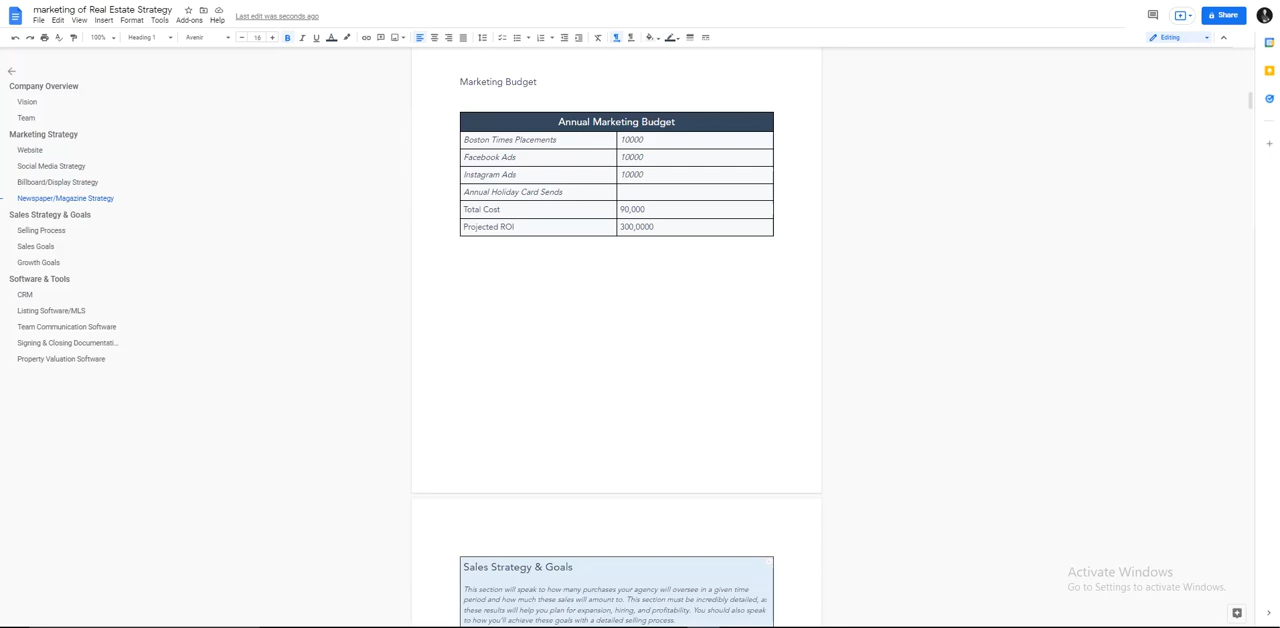 marketing of Real Estate Strategy
File Edit View Insert Format Tools Add-ons Help Last edit was seconds ago
Share
100% Heading 1 Avenir 16 B I U A Editing
Company Overview
Vision
Team
Marketing Strategy
Website
Social Media Strategy
Billboard/Display Strategy
Newspaper/Magazine Strategy
Sales Strategy & Goals
Selling Process
Sales Goals
Growth Goals
Software & Tools
CRM
Listing Software/MLS
Team Communication Software
Signing & Closing Documentati...
Property Valuation Software
Marketing Budget
Annual Marketing Budget
Boston Times Placements 10000
Facebook Ads 10000
Instagram Ads 10000
Annual Holiday Card Sends
Total Cost 90,000
Projected ROI 300,0000
Sales Strategy & Goals
This section will speak to how many purchases your agency will oversee in a given time
period and how much these sales will amount to. This section must be incredibly detailed, as
these results will help you plan for expansion, hiring, and profitability. You should also speak
to how you'll achieve these goals with a detailed selling process.
Activate Windows
Go to Settings to activate Windows.